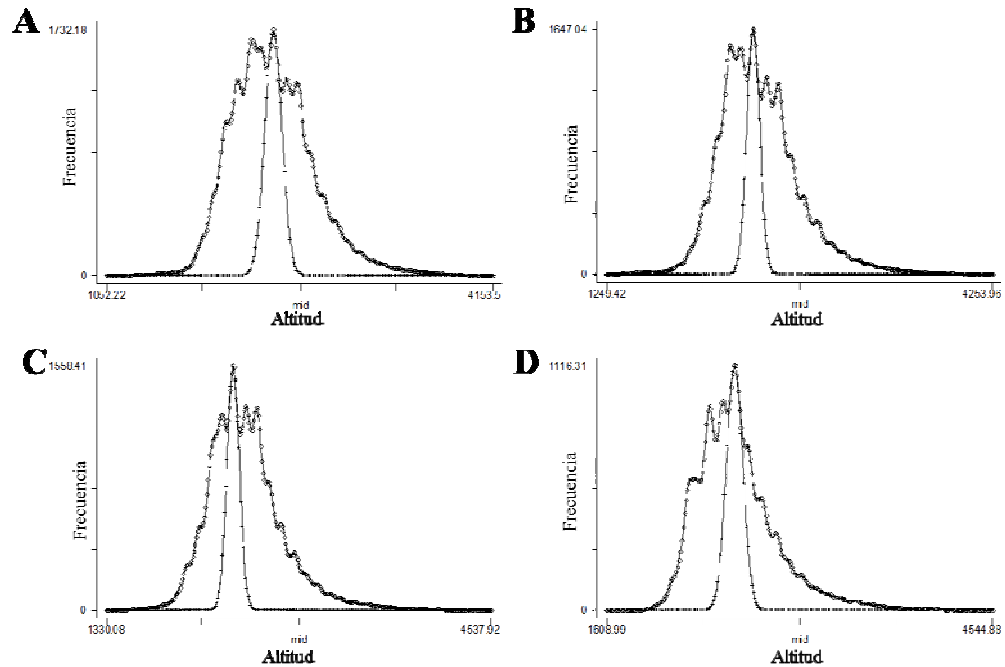 A
1732.18
Frecuencia
0
1052.22
4153.5
mid
Altitud
B
1647.04
Frecuencia
0
1249.42
4253.96
mid
Altitud
C
1550.41
Frecuencia
0
1330.08
4537.92
mid
Altitud
D
1116.31
Frecuencia
0
1608.99
4544.88
mid
Altitud